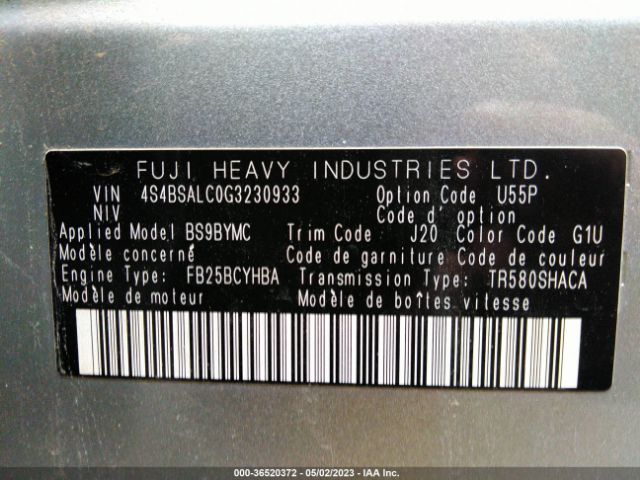 FUJI HEAVY INDUSTRIES LTD.
VIN 4S4BSALC0G3230933 Option Code U55P
NIV Code d' option
Applied Model BS9BYMC Trim Code J20 Color Code G1U
Modèle concerné Code de garniture Code de couleur
Engine Type: FB25BCYHBA Transmission Type: TR580SHACA
Modèle de moteur Modèle de boîtes vitesse
000-36520372 - 05/02/2023 - IAA Inc.